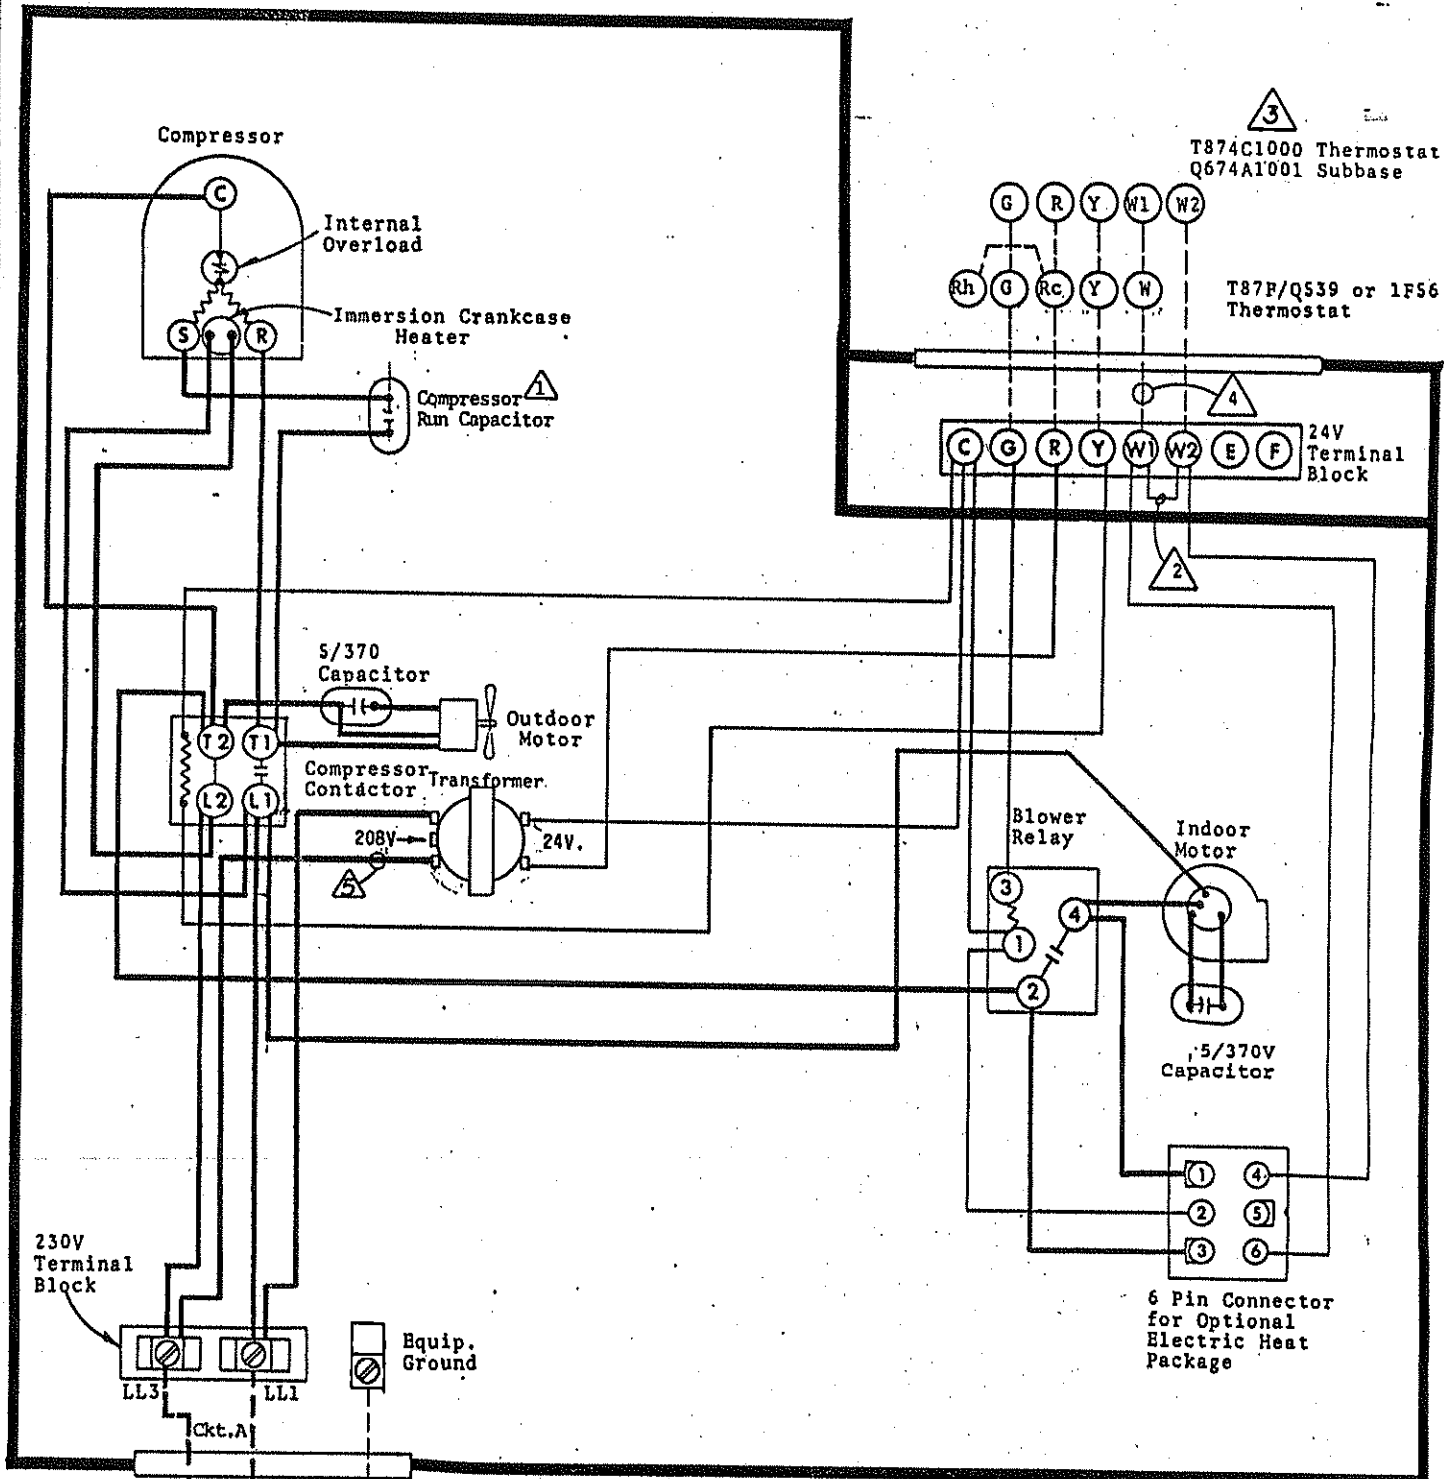 3
T874C1000 Thermostat
Q674A1001 Subbase
Compressor
C
G R Y W1 W2
Internal
Overload
Rh G Rc Y W
T87F/Q539 or 1F56
Thermostat
Immersion Crankcase
Heater
S R
1
Compressor
Run Capacitor
4
C G R Y W1 W2 E F
24V
Terminal
Block
2
5/370
Capacitor
Outdoor
Motor
T2 T1
Compressor
Contactor
Transformer
L2 L1
208V
24V.
5
Blower
Relay
Indoor
Motor
3
4
1
2
5/370V
Capacitor
1 4
2 5
3 6
6 Pin Connector
for Optional
Electric Heat
Package
230V
Terminal
Block
Equip.
Ground
LL3 LL1
Ckt.A